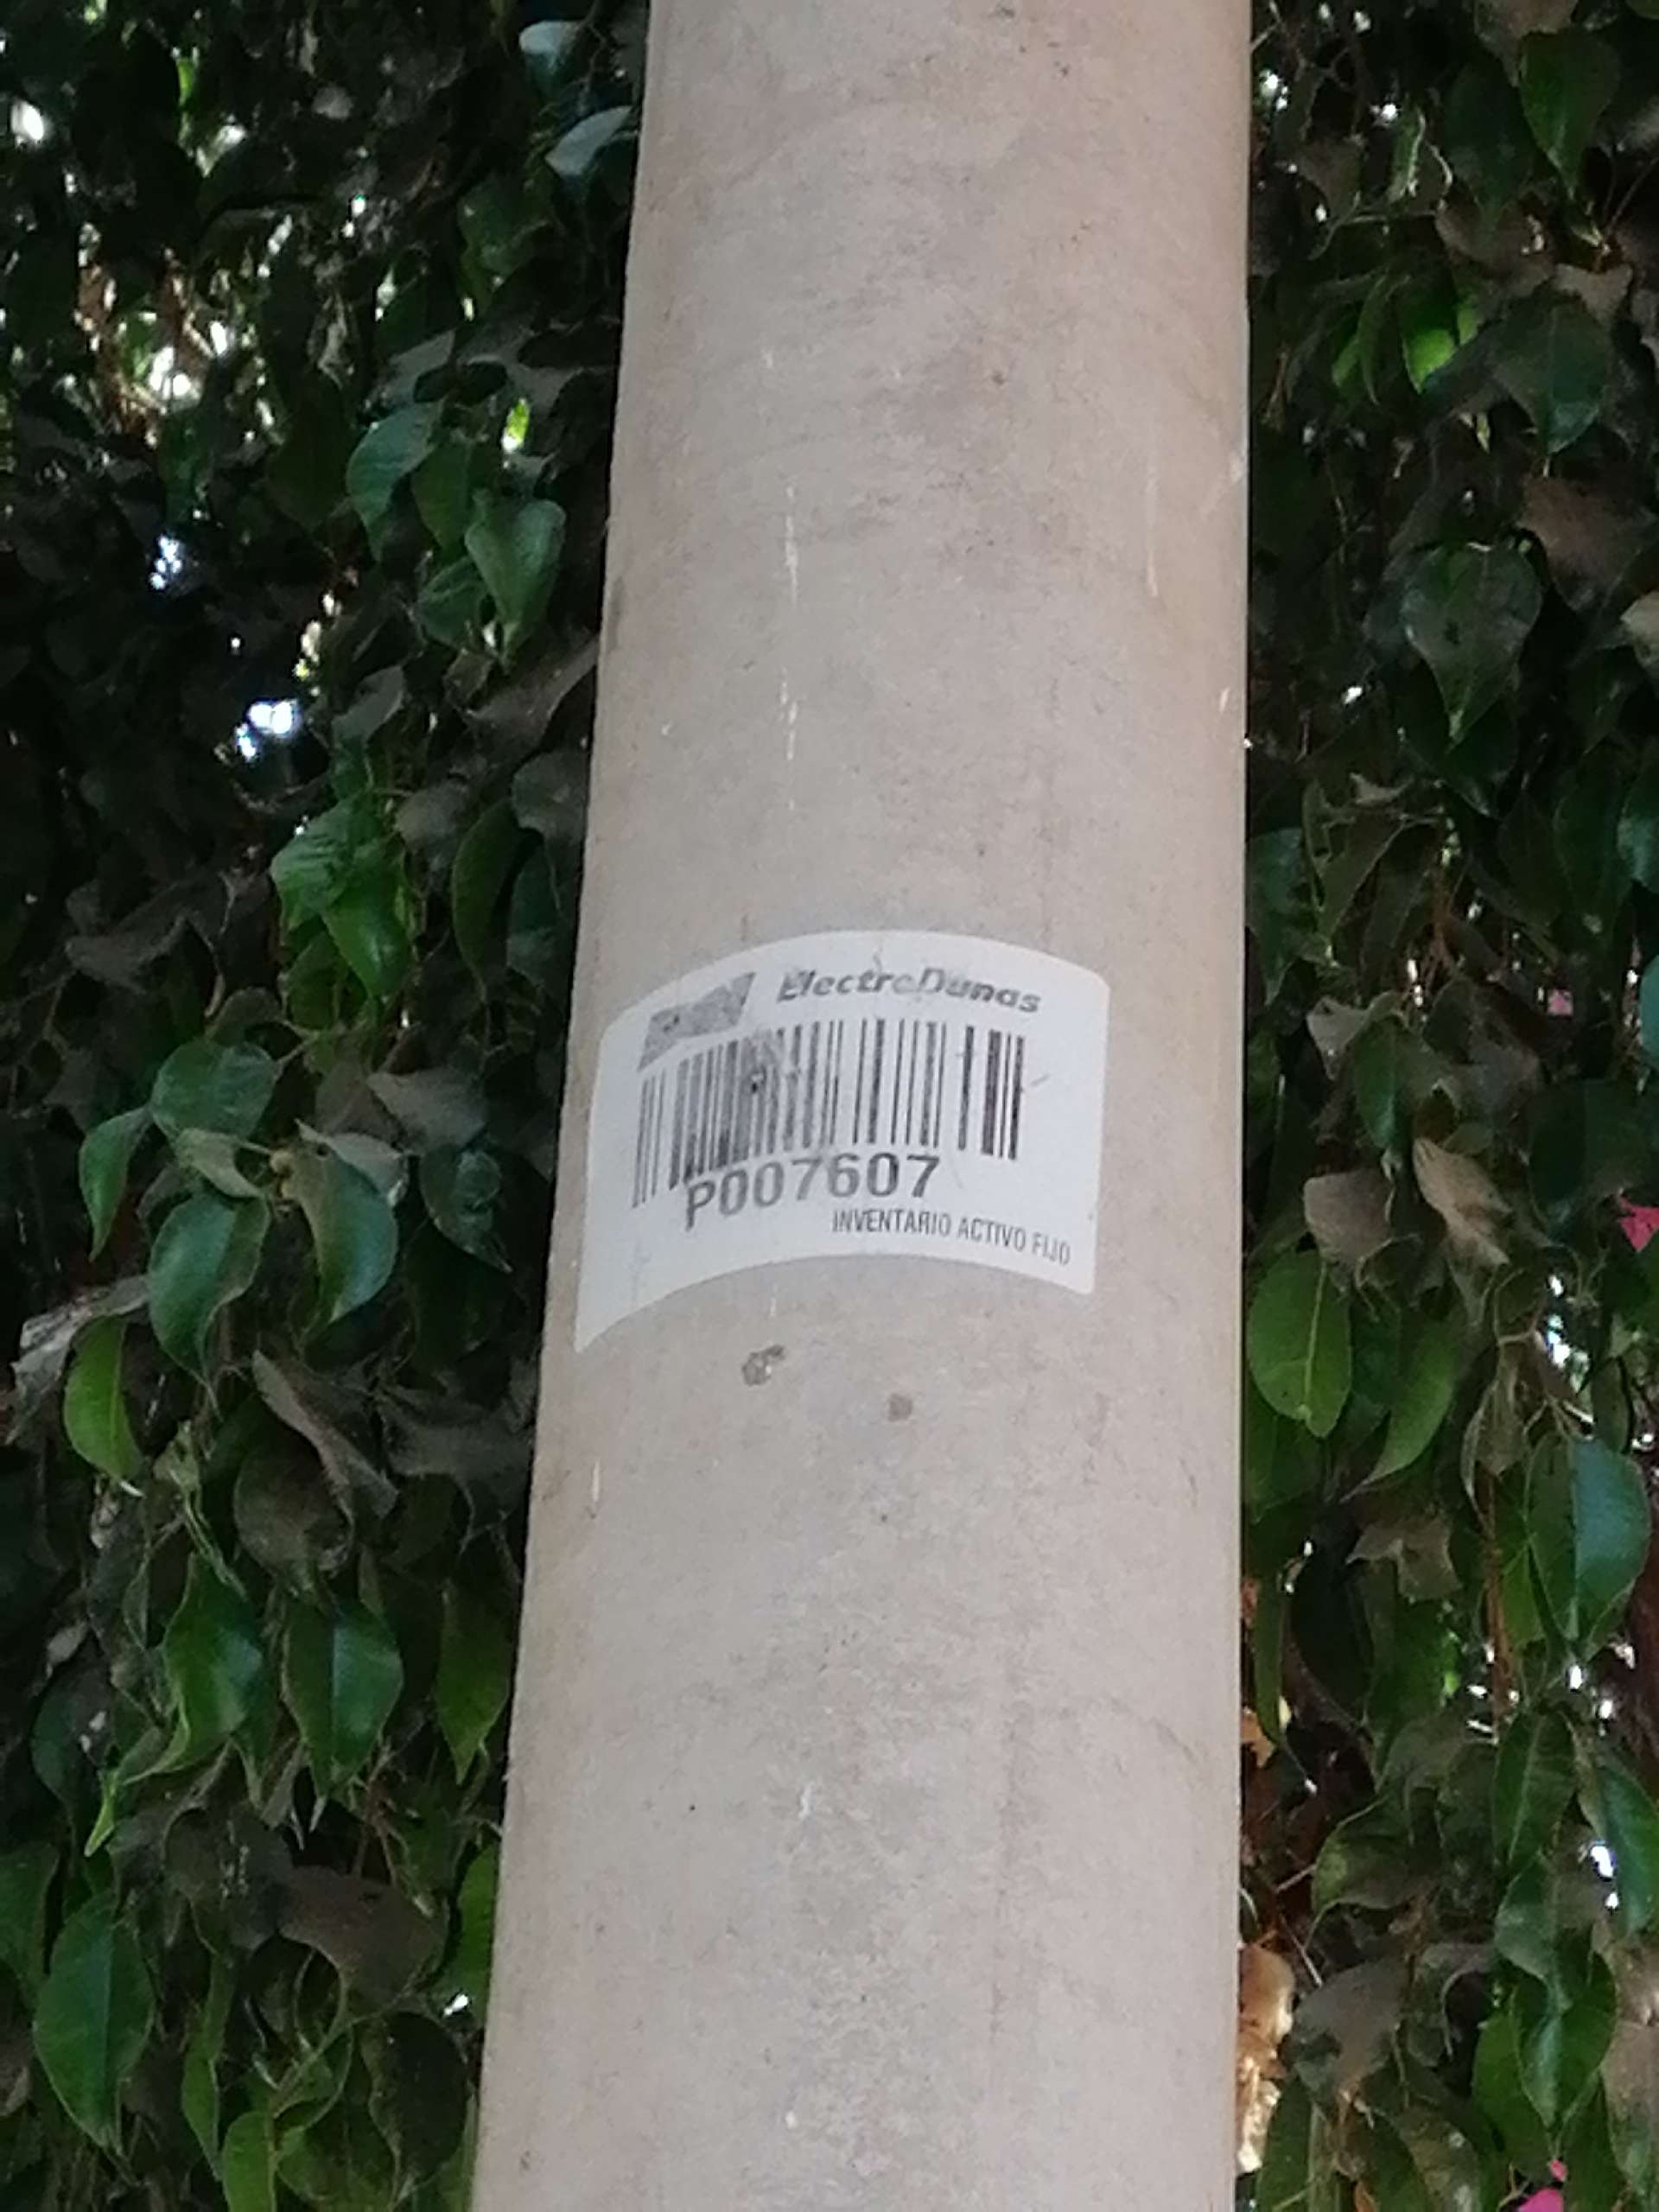 ElectroDunas
P007607
INVENTARIO ACTIVO FIJO